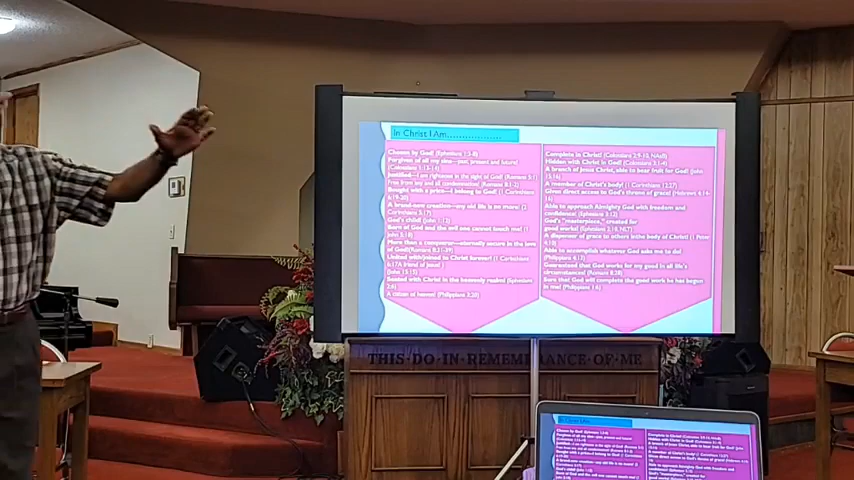 In Christ I Am..................
Chosen by God! (Ephesians 1:3-8)
Forgiven of all my sins—past, present and future!
(Colossians 1:13-14)
Justified—I am righteous in the sight of God! (Romans 5:1)
Free from any and all condemnation! (Romans 8:1-2)
Bought with a price—I belong to God! (1 Corinthians
6:19-20)
A brand-new creation—my old life is no more! (2
Corinthians 5:17)
God's child! (John 1:12)
Born of God and the evil one cannot touch me! (1
John 5:18)
More than a conqueror—eternally secure in the love
of God! (Romans 8:31-39)
United with/joined to Christ forever! (1 Corinthians
6:17A friend of Jesus!
(John 15:15)
Seated with Christ in the heavenly realm! (Ephesians
2:6)
A citizen of heaven! (Philippians 3:20)
Complete in Christ! (Colossians 2:9-10,
Hidden with Christ in God! (Colossians 3:1-4)
A branch of Jesus Christ, able to bear fruit for God! (John
15:16)
A member of Christ's body! (1 Corinthians 12:27)
Given direct access to God's throne of grace! (Hebrews 4:14-
16)
Able to approach Almighty God with freedom and
confidence! (Ephesians 3:12)
God's "masterpiece," created for
good works! (Ephesians 2:10,
A dispenser of grace to others in the body of Christ! (1 Peter
4:10)
Able to accomplish whatever God asks me to do!
(Philippians 4:13)
Guaranteed that God works for my good in all life's
circumstances! (Romans 8:28)
Sure that God will complete the good work he has begun
in me! (Philippians 1:6)
THIS·DO·IN·REMEMBRANCE·OF·ME